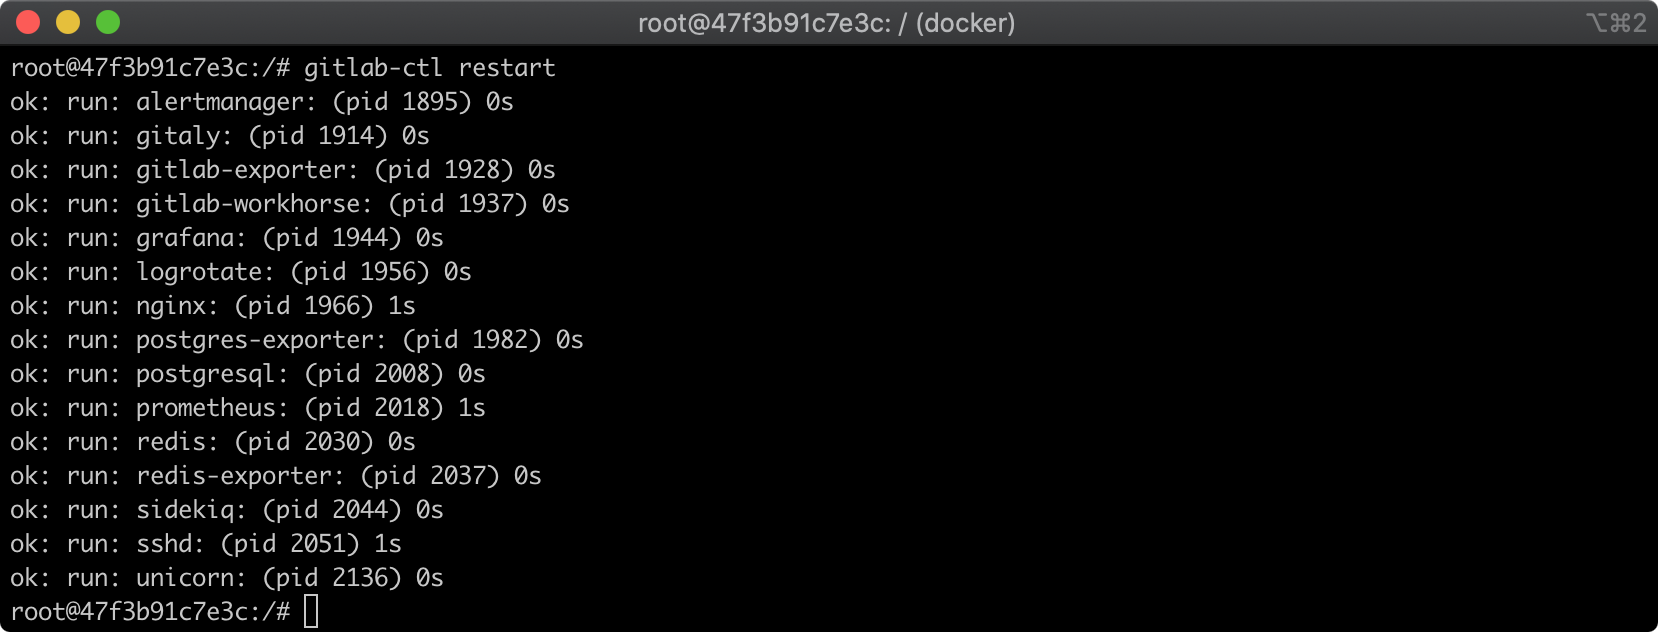 root@47f3b91c7e3c: / (docker)
⌥⌘2
root@47f3b91c7e3c:/# gitlab-ctl restart
ok: run: alertmanager: (pid 1895) 0s
ok: run: gitaly: (pid 1914) 0s
ok: run: gitlab-exporter: (pid 1928) 0s
ok: run: gitlab-workhorse: (pid 1937) 0s
ok: run: grafana: (pid 1944) 0s
ok: run: logrotate: (pid 1956) 0s
ok: run: nginx: (pid 1966) 1s
ok: run: postgres-exporter: (pid 1982) 0s
ok: run: postgresql: (pid 2008) 0s
ok: run: prometheus: (pid 2018) 1s
ok: run: redis: (pid 2030) 0s
ok: run: redis-exporter: (pid 2037) 0s
ok: run: sidekiq: (pid 2044) 0s
ok: run: sshd: (pid 2051) 1s
ok: run: unicorn: (pid 2136) 0s
root@47f3b91c7e3c:/#